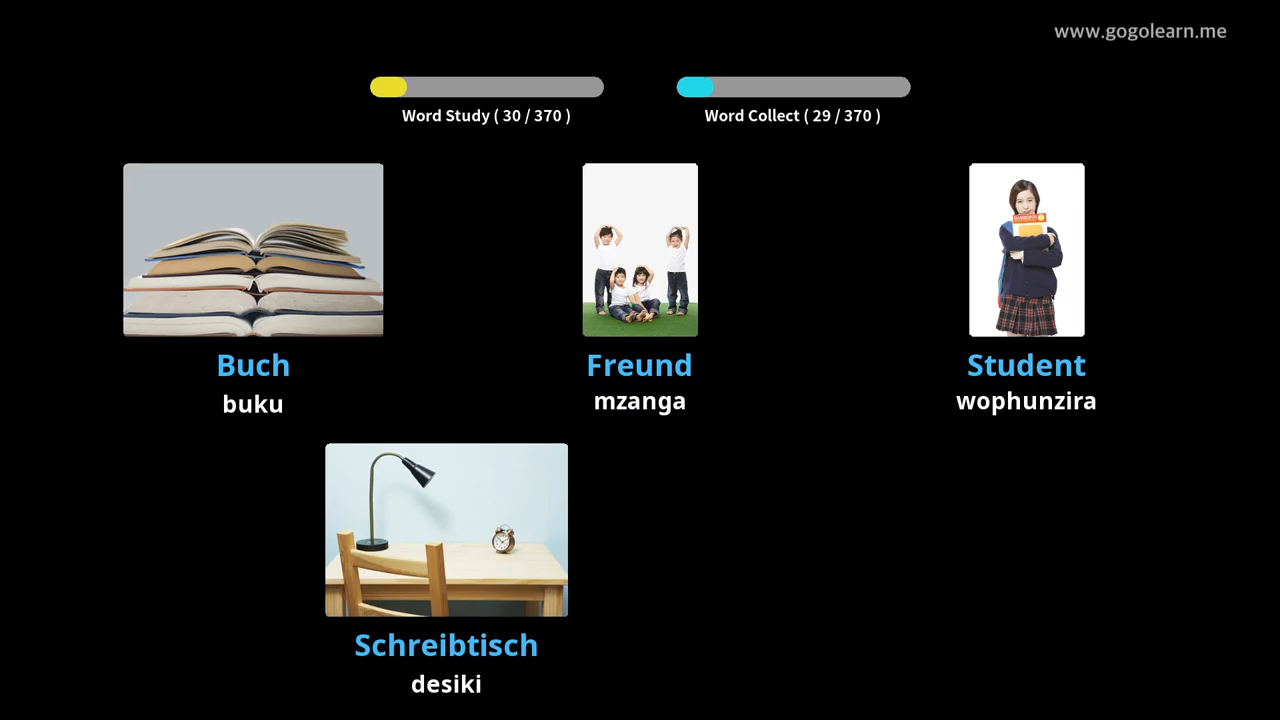 www.gogolearn.me
Word Study ( 30 / 370 )
Word Collect ( 29 / 370 )
Buch
buku
Freund
mzanga
Student
wophunzira
Schreibtisch
desiki